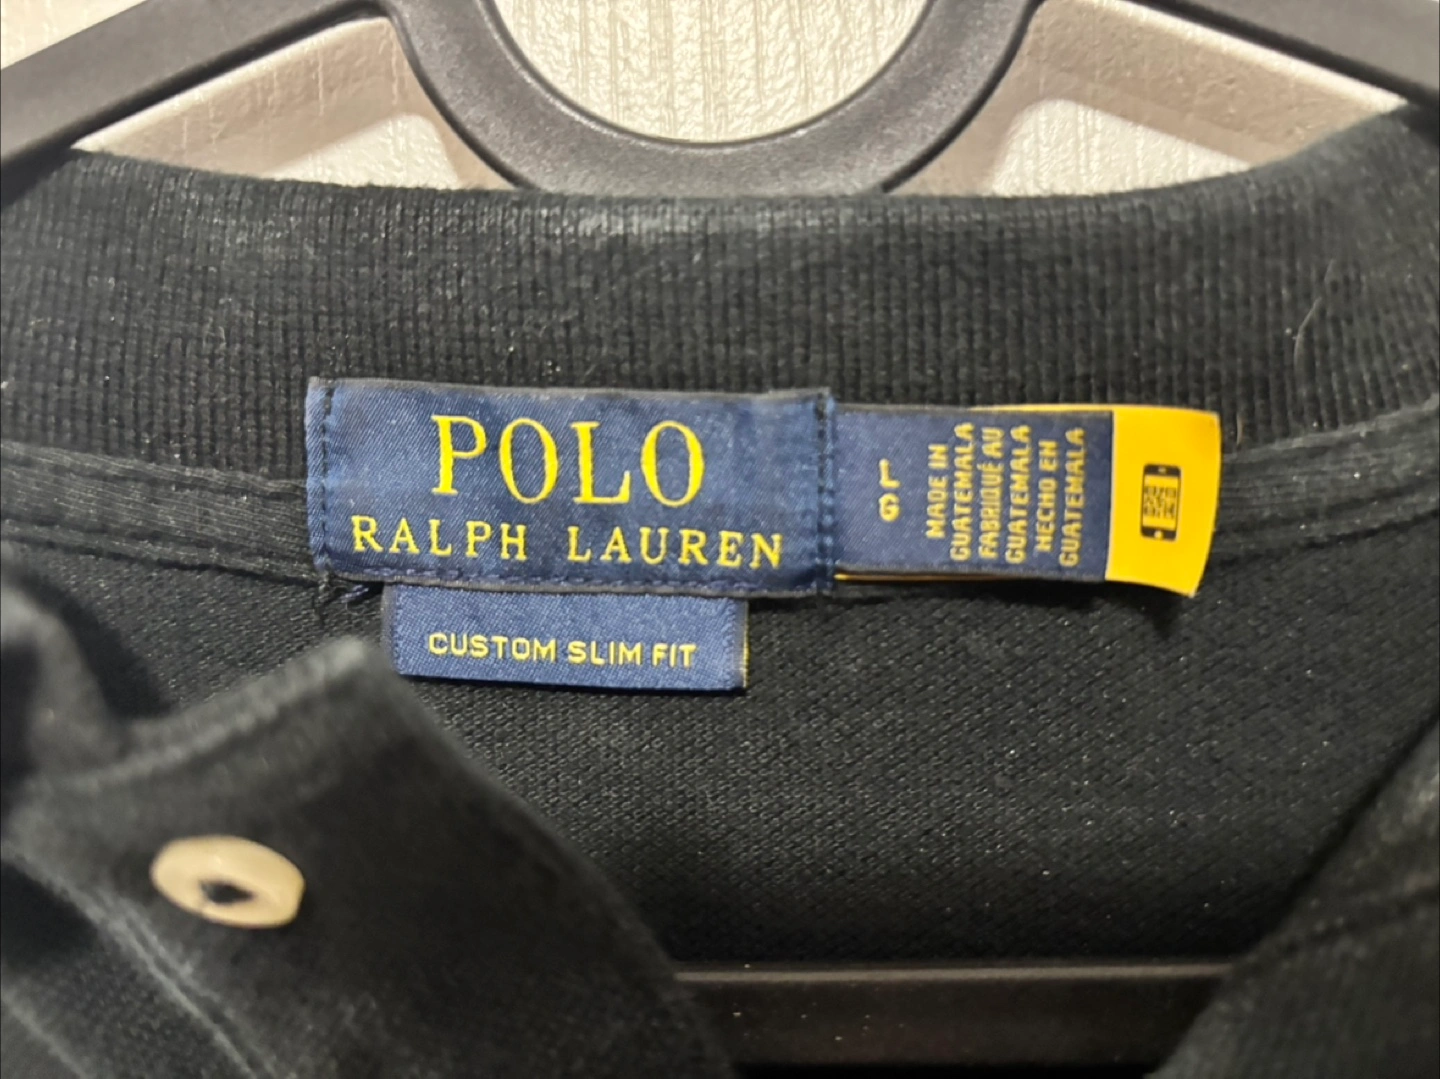 POLO
RALPH LAUREN
CUSTOM SLIM FIT
L
G
MADE IN
GUATEMALA
FABRIQUÉ AU
GUATEMALA
HECHO EN
GUATEMALA